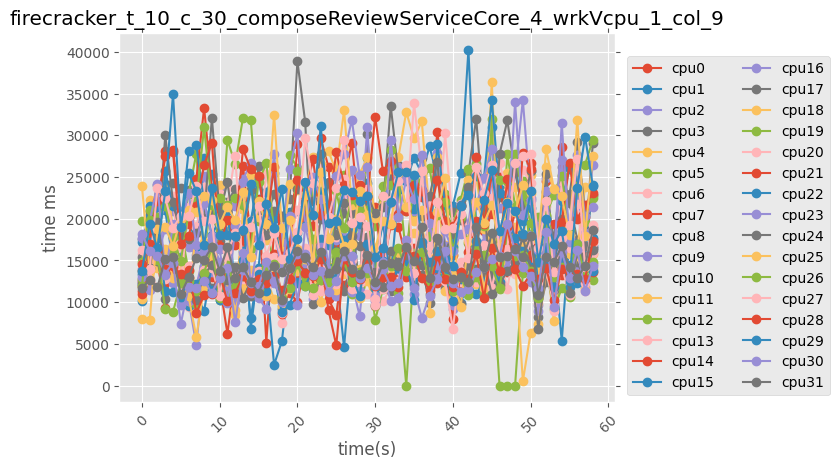 firecracker_t_10_c_30_composeReviewServiceCore_4_wrkVcpu_1_col_9
40000
35000
30000
25000
20000
15000
10000
5000
0
time ms
0
10
20
30
40
50
60
time(s)
cpu0
cpu1
cpu2
cpu3
cpu4
cpu5
cpu6
cpu7
cpu8
cpu9
cpu10
cpu11
cpu12
cpu13
cpu14
cpu15
cpu16
cpu17
cpu18
cpu19
cpu20
cpu21
cpu22
cpu23
cpu24
cpu25
cpu26
cpu27
cpu28
cpu29
cpu30
cpu31